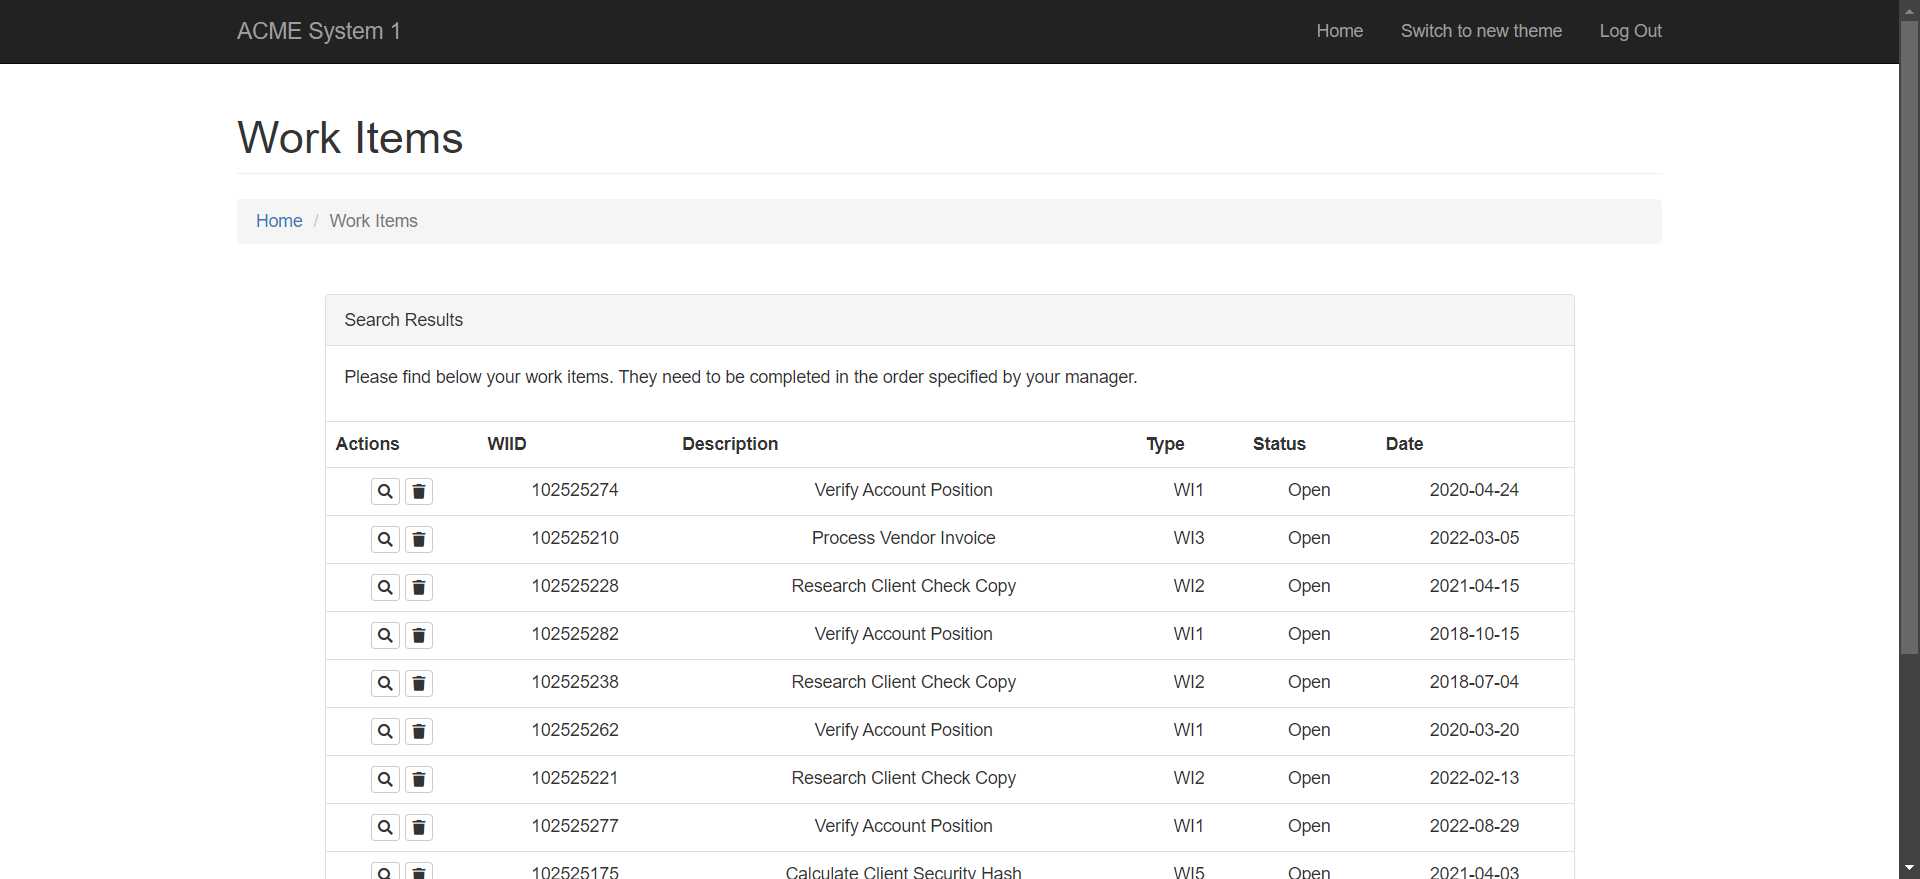 ACME System 1 Home Switch to new theme Log Out
Work Items
Home / Work Items
Search Results
Please find below your work items. They need to be completed in the order specified by your manager.
Actions WIID Description Type Status Date
102525274 Verify Account Position WI1 Open 2020-04-24
102525210 Process Vendor Invoice WI3 Open 2022-03-05
102525228 Research Client Check Copy WI2 Open 2021-04-15
102525282 Verify Account Position WI1 Open 2018-10-15
102525238 Research Client Check Copy WI2 Open 2018-07-04
102525262 Verify Account Position WI1 Open 2020-03-20
102525221 Research Client Check Copy WI2 Open 2022-02-13
102525277 Verify Account Position WI1 Open 2022-08-29
102525175 Calculate Client Security Hash WI5 Open 2021-04-03